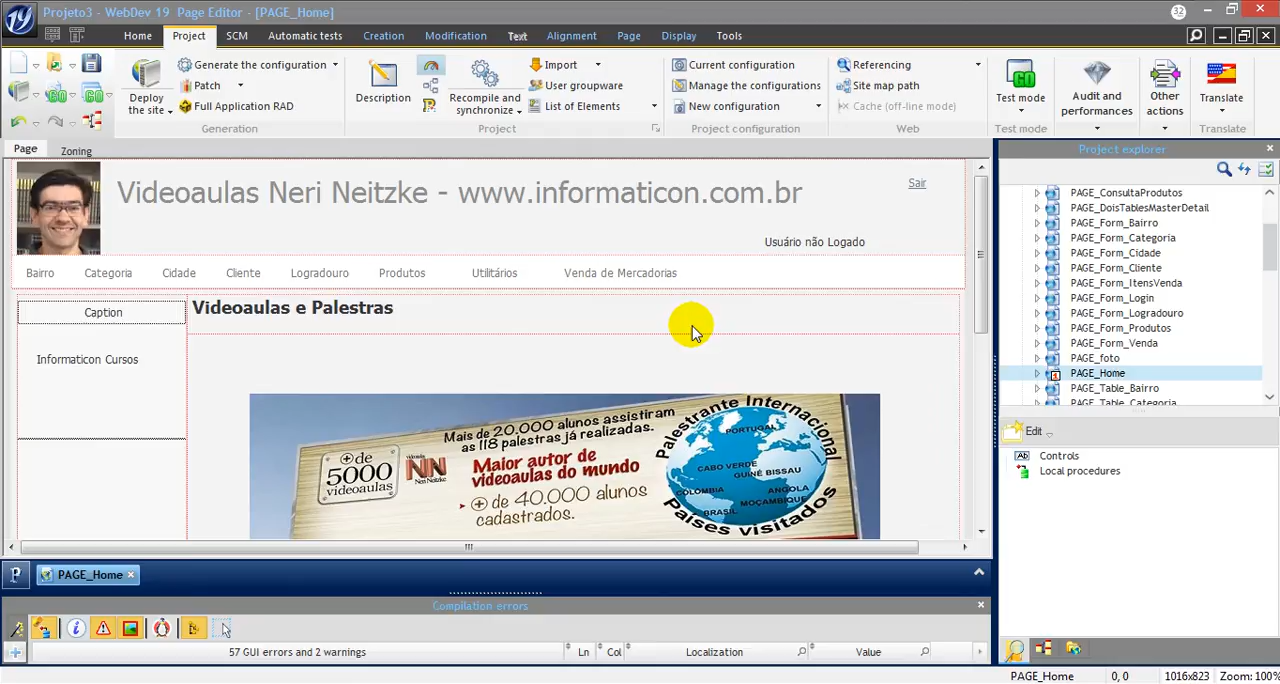 Projeto3 - WebDev 19 Page Editor - [PAGE_Home]
32
Home Project SCM Automatic tests Creation Modification Text Alignment Page Display Tools
Generate the configuration
Patch
Full Application RAD
Deploy
the site
Generation
Description
Recompile and
synchronize
Import
User groupware
List of Elements
Project
Current configuration
Manage the configurations
New configuration
Project configuration
Referencing
Site map path
Cache (off-line mode)
Web
GO
Test mode
Test mode
Audit and
performances
Other
actions
Translate
Translate
Page Zoning
Videoaulas Neri Neitzke - www.informaticon.com.br
Sair
Usuário não Logado
Bairro Categoria Cidade Cliente Logradouro Produtos Utilitários Venda de Mercadorias
Caption
Informaticon Cursos
Videoaulas e Palestras
Mais de 20.000 alunos assistiram
as 118 palestras já realizadas.
+ de
5000
videoaulas
NN
Neri Neitzke
Maior autor de
videoaulas do mundo
+ de 40.000 alunos
cadastrados.
Palestrante Internacional
PORTUGAL
CABO VERDE
GUINÉ BISSAU
COLÔMBIA
ANGOLA
MOÇAMBIQUE
BRASIL
Países Visitados
Project explorer
PAGE_ConsultaProdutos
PAGE_DoisTablesMasterDetail
PAGE_Form_Bairro
PAGE_Form_Categoria
PAGE_Form_Cidade
PAGE_Form_Cliente
PAGE_Form_ItensVenda
PAGE_Form_Login
PAGE_Form_Logradouro
PAGE_Form_Produtos
PAGE_Form_Venda
PAGE_foto
PAGE_Home
PAGE_Table_Bairro
PAGE_Table_Categoria
Edit
Controls
Local procedures
PAGE_Home
Compilation errors
57 GUI errors and 2 warnings Ln Col Localization Value
PAGE_Home 0, 0 1016x823 Zoom: 100%